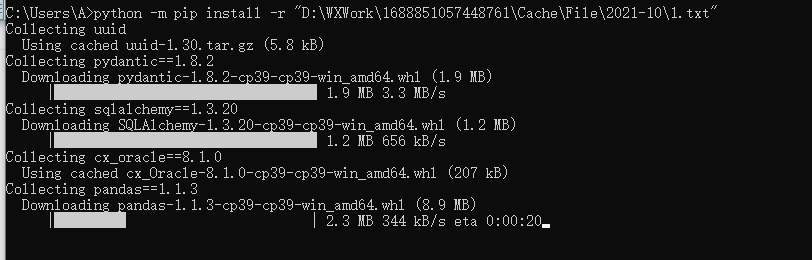 C:\Users\A>python -m pip install -r "D:\WXWork\1688851057448761\Cache\File\2021-10\1.txt"
Collecting uuid
Using cached uuid-1.30.tar.gz (5.8 kB)
Collecting pydantic==1.8.2
Downloading pydantic-1.8.2-cp39-cp39-win_amd64.whl (1.9 MB)
| 1.9 MB 3.3 MB/s
Collecting sqlalchemy==1.3.20
Downloading SQLAlchemy-1.3.20-cp39-cp39-win_amd64.whl (1.2 MB)
| 1.2 MB 656 kB/s
Collecting cx_oracle==8.1.0
Using cached cx_Oracle-8.1.0-cp39-cp39-win_amd64.whl (207 kB)
Collecting pandas==1.1.3
Downloading pandas-1.1.3-cp39-cp39-win_amd64.whl (8.9 MB)
| | 2.3 MB 344 kB/s eta 0:00:20